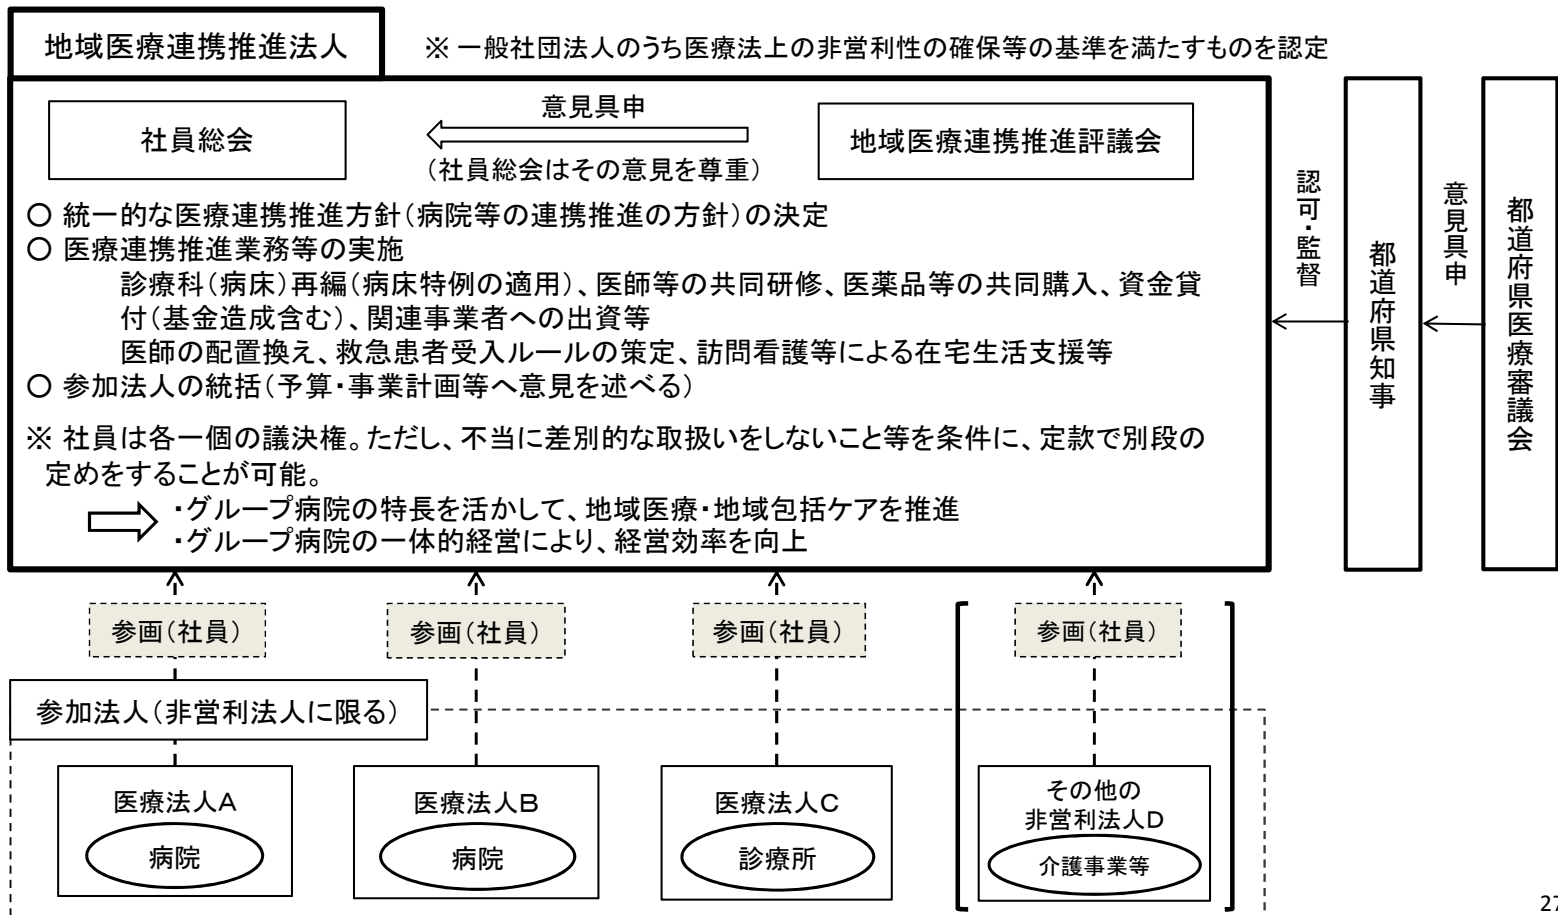 地域医療連携推進法人
※ 一般社団法人のうち医療法上の非営利性の確保等の基準を満たすものを認定
社員総会
意見具申
(社員総会はその意見を尊重)
地域医療連携推進評議会
○ 統一的な医療連携推進方針(病院等の連携推進の方針)の決定
○ 医療連携推進業務等の実施
診療科(病床)再編(病床特例の適用)、医師等の共同研修、医薬品等の共同購入、資金貸
付(基金造成含む)、関連事業者への出資等
医師の配置換え、救急患者受入ルールの策定、訪問看護等による在宅生活支援等
○ 参加法人の統括(予算・事業計画等へ意見を述べる)
※ 社員は各一個の議決権。ただし、不当に差別的な取扱いをしないこと等を条件に、定款で別段の
定めをすることが可能。
・グループ病院の特長を活かして、地域医療・地域包括ケアを推進
・グループ病院の一体的経営により、経営効率を向上
認可・監督
都道府県知事
意見具申
都道府県医療審議会
参画(社員)
参画(社員)
参画(社員)
参画(社員)
参加法人(非営利法人に限る)
医療法人A
病院
医療法人B
病院
医療法人C
診療所
その他の
非営利法人D
介護事業等
27